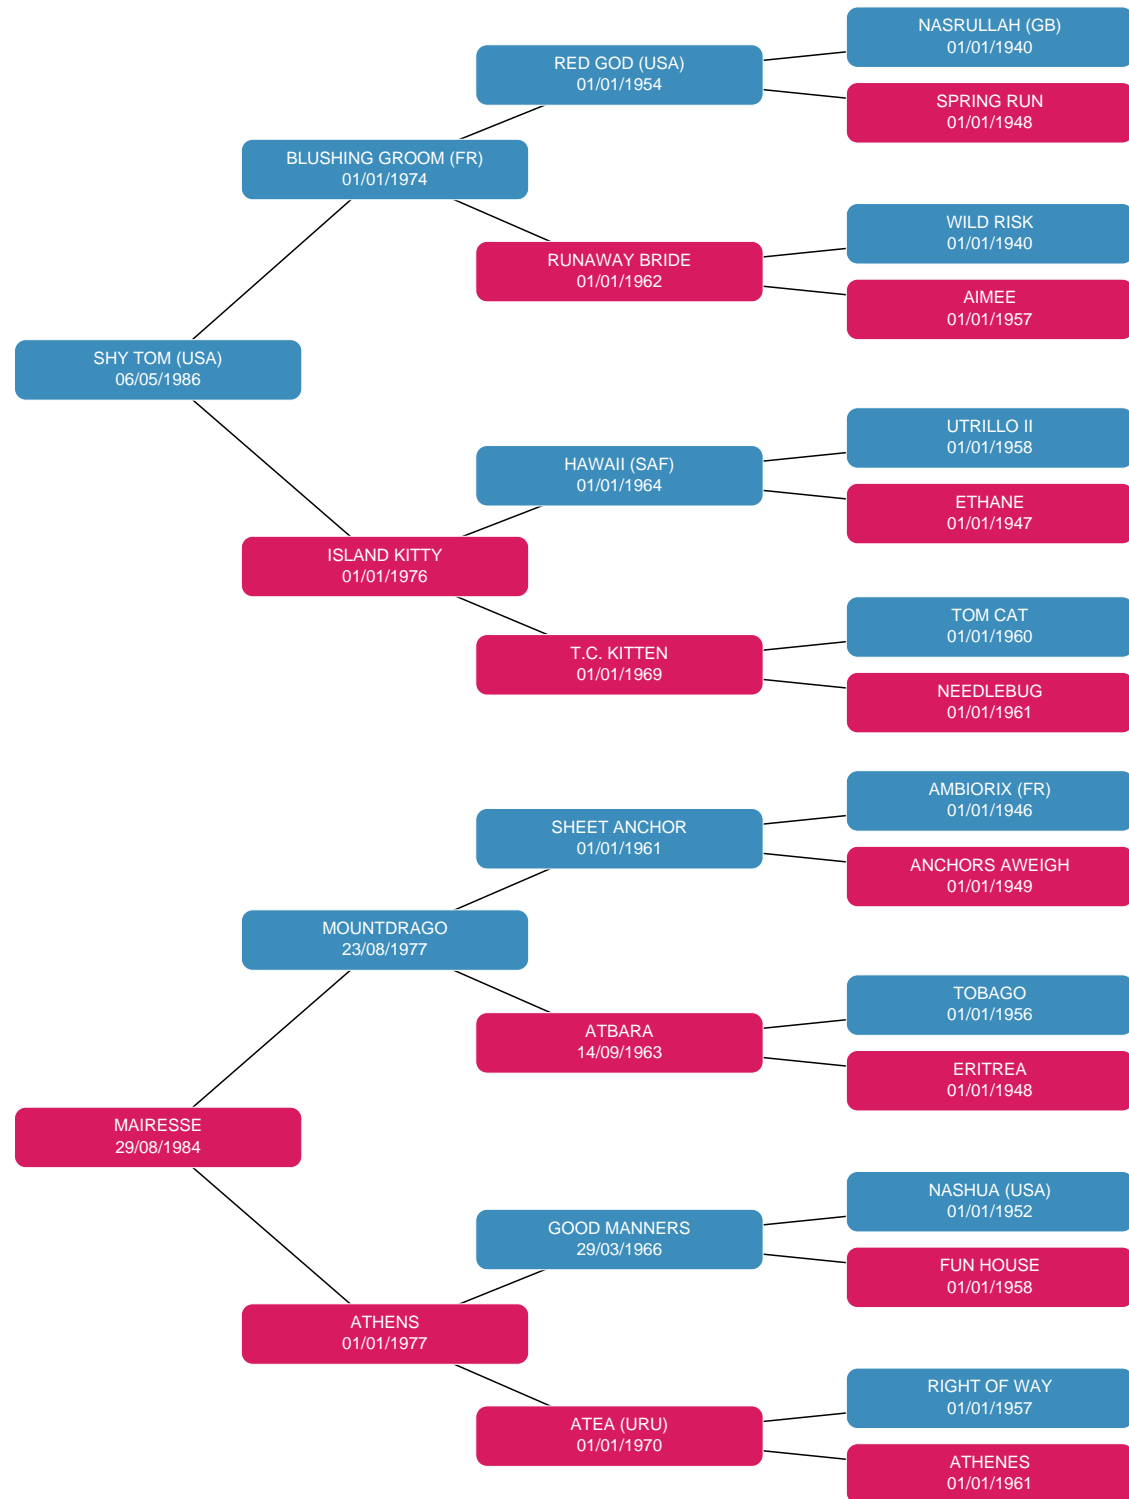 NASRULLAH (GB)
01/01/1940
RED GOD (USA)
01/01/1954
SPRING RUN
01/01/1948
BLUSHING GROOM (FR)
01/01/1974
WILD RISK
01/01/1940
RUNAWAY BRIDE
01/01/1962
AIMEE
01/01/1957
SHY TOM (USA)
06/05/1986
UTRILLO II
01/01/1958
HAWAII (SAF)
01/01/1964
ETHANE
01/01/1947
ISLAND KITTY
01/01/1976
TOM CAT
01/01/1960
T.C. KITTEN
01/01/1969
NEEDLEBUG
01/01/1961
AMBIORIX (FR)
01/01/1946
SHEET ANCHOR
01/01/1961
ANCHORS AWEIGH
01/01/1949
MOUNTDRAGO
23/08/1977
TOBAGO
01/01/1956
ATBARA
14/09/1963
ERITREA
01/01/1948
MAIRESSE
29/08/1984
NASHUA (USA)
01/01/1952
GOOD MANNERS
29/03/1966
FUN HOUSE
01/01/1958
ATHENS
01/01/1977
RIGHT OF WAY
01/01/1957
ATEA (URU)
01/01/1970
ATHENES
01/01/1961